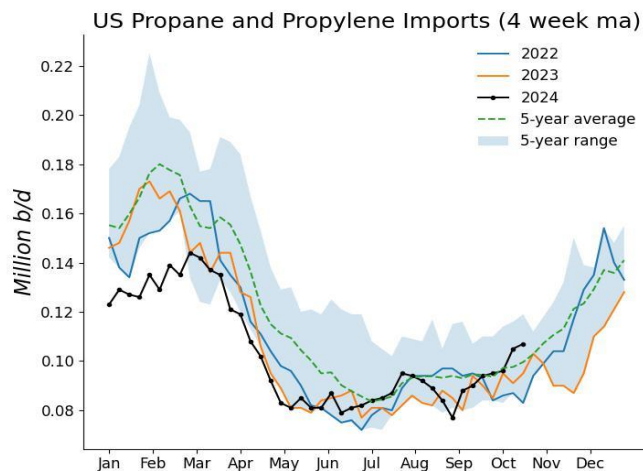 US Propane and Propylene Imports (4 week ma)
2022
2023
2024
5-year average
5-year range
Million b/d
0.22
0.20
0.18
0.16
0.14
0.12
0.10
0.08
Jan Feb Mar Apr May Jun Jul Aug Sep Oct Nov Dec